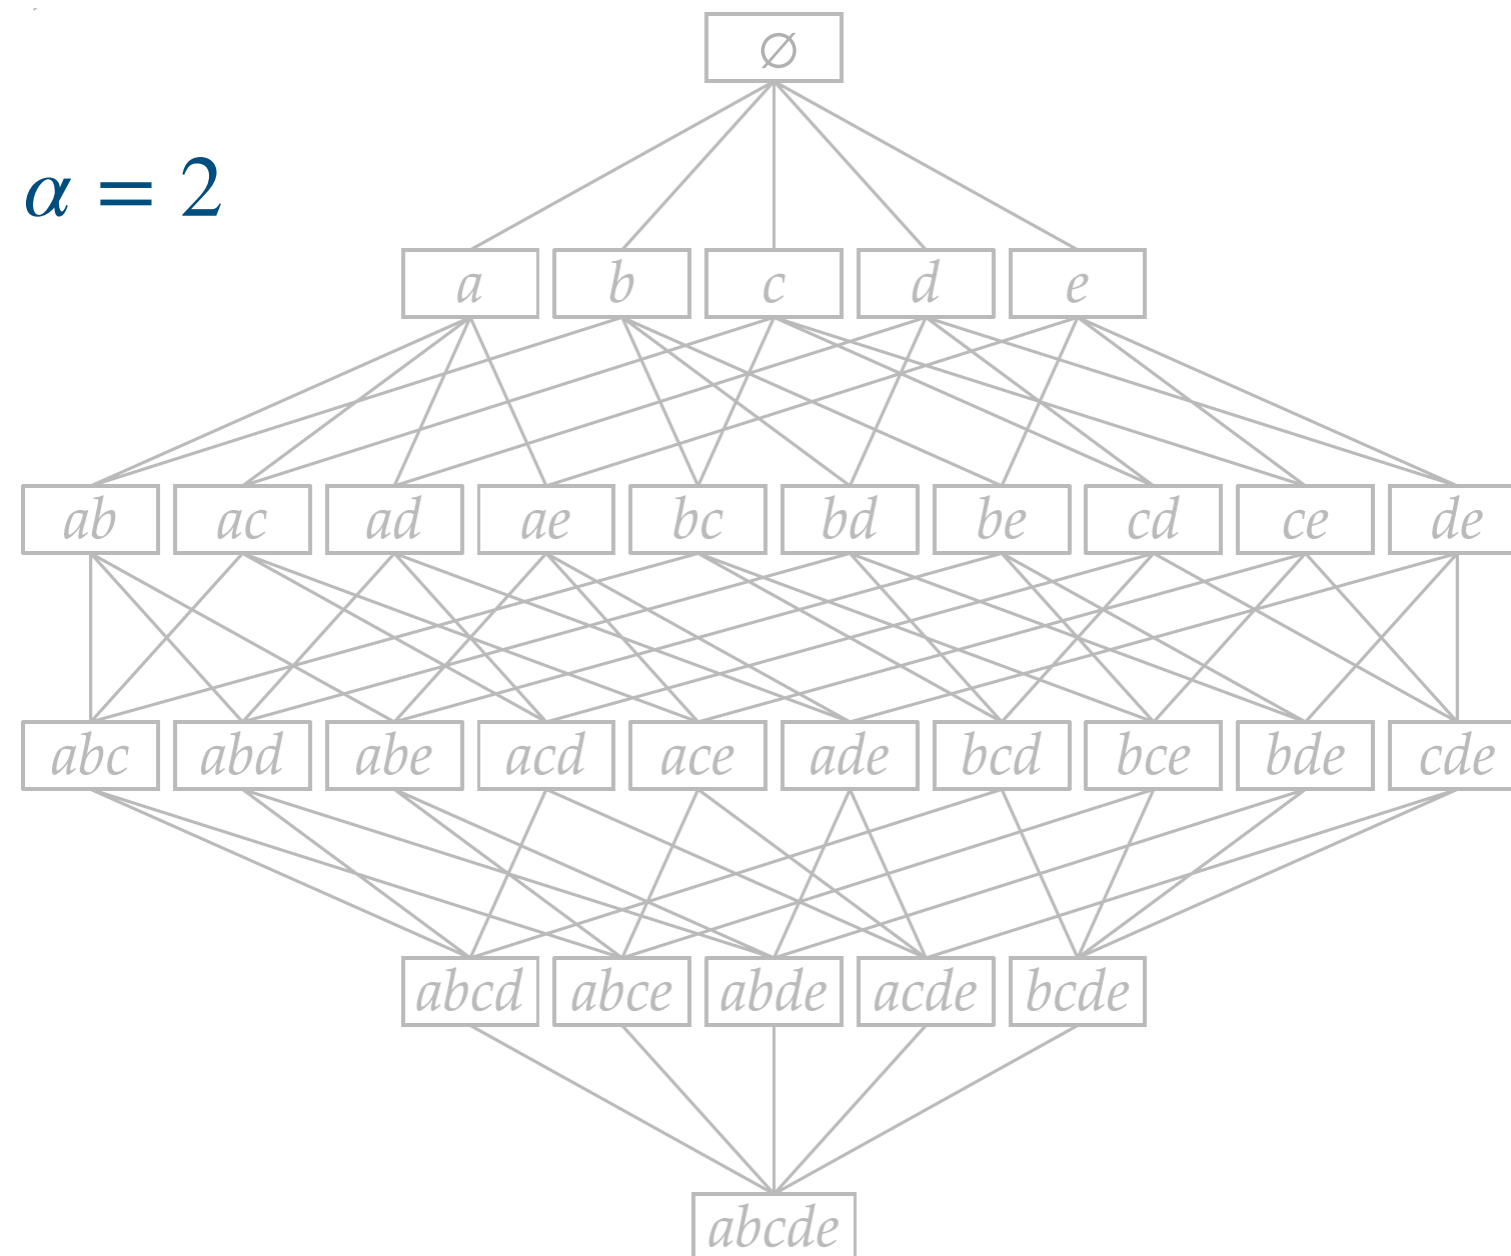 ∅
α = 2
a b c d e
ab ac ad ae bc bd be cd ce de
abc abd abe acd ace ade bcd bce bde cde
abcd abce abde acde bcde
abcde